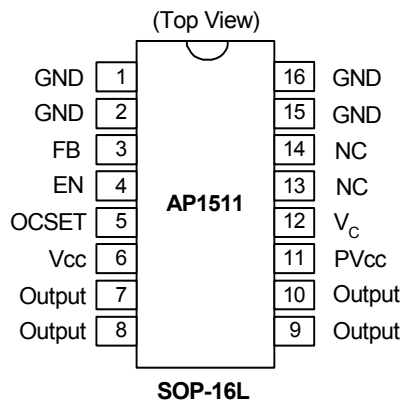 (Top View)
GND 1 16 GND
GND 2 15 GND
FB 3 14 NC
EN 4 13 NC
AP1511
OCSET 5 12 VC
Vcc 6 11 PVcc
Output 7 10 Output
Output 8 9 Output
SOP-16L